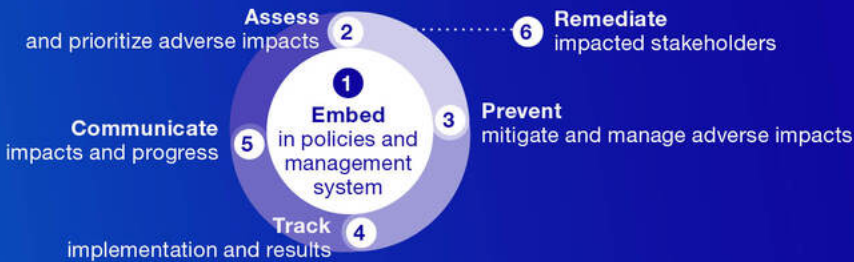 1
Embed
in policies and
management
system
2
Assess
and prioritize adverse impacts
3
Prevent
mitigate and manage adverse impacts
4
Track
implementation and results
5
Communicate
impacts and progress
6
Remediate
impacted stakeholders